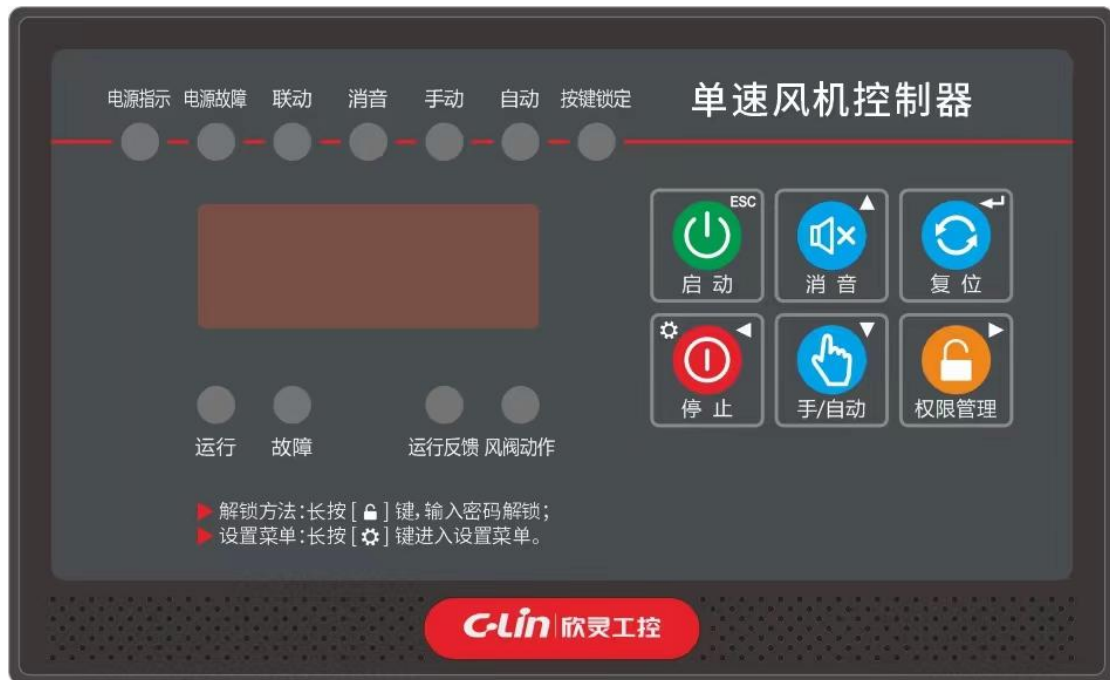 电源指示 电源故障 联动 消音 手动 自动 按键锁定
单速风机控制器
ESC
启动 消音 复位
停止 手/自动 权限管理
运行 故障 运行反馈 风阀动作
解锁方法:长按[ ]键,输入密码解锁;
设置菜单:长按[ ]键进入设置菜单。
C-Lin 欣灵工控